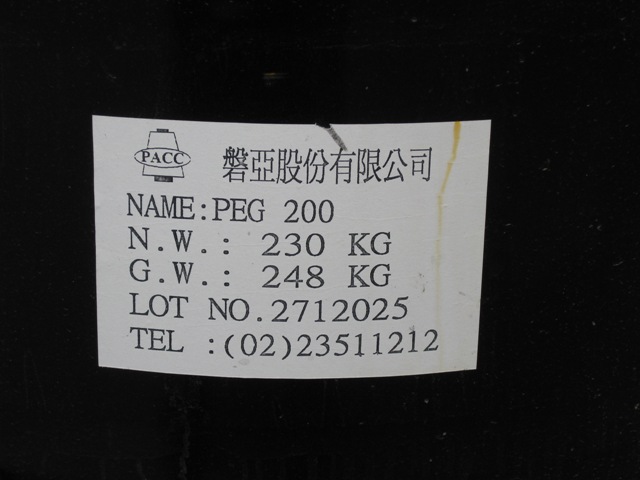 PACC
磐亞股份有限公司
NAME:PEG 200
N.W.: 230 KG
G.W.: 248 KG
LOT NO.2712025
TEL :(02)23511212